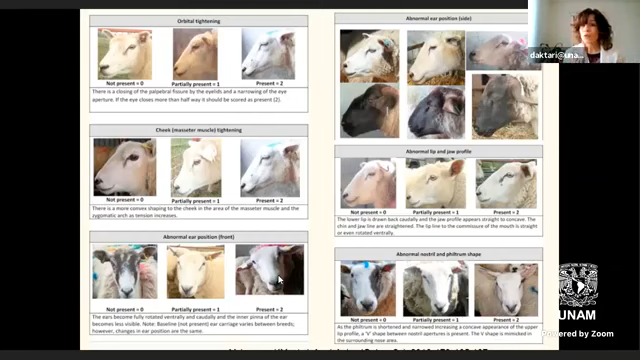 Orbital tightening
Not present = 0
Partially present = 1
Present = 2
There is a closing of the palpebral fissure by the eyelids and a narrowing of the eye
aperture. If the eye closes more than half way it should be scored as present (2).
Cheek (masseter muscle) tightening
Not present = 0
Partially present = 1
Present = 2
There is a more convex shaping to the cheek in the area of the masseter muscle and the
zygomatic arch as tension increases.
Abnormal ear position (front)
Not present = 0
Partially present = 1
Present = 2
The ears become fully rotated ventrally and caudally and the inner pinna of the ear
becomes less visible. Note: Baseline (not present) ear carriage varies between breeds;
however, changes in ear position are the same.
Abnormal ear position (side)
Not present = 0
Partially present = 1
Present = 2
Abnormal lip and jaw profile
Not present = 0
Partially present = 1
Present = 2
The lower lip is drawn back caudally and the jaw profile appears straight to concave. The
chin and jaw line are straightened. The lip line to the commissure of the mouth is straight
or even rotated ventrally.
Abnormal nostril and philtrum shape
Not present = 0
Partially present = 1
Present = 2
As the philtrum is shortened and narrowed increasing a concave appearance of the upper
lip profile, a 'V' shape between nostril apertures is present. The V shape is mimicked in
the surrounding nose area.
daktari@una...
UNAM
Powered by Zoom